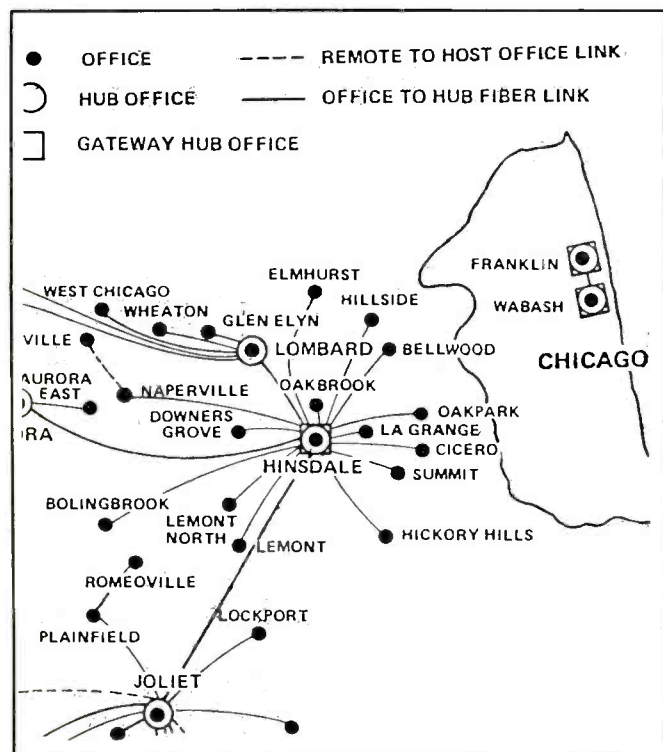 OFFICE
REMOTE TO HOST OFFICE LINK
HUB OFFICE
OFFICE TO HUB FIBER LINK
GATEWAY HUB OFFICE
FRANKLIN
WABASH
CHICAGO
ELMHURST
HILLSIDE
WEST CHICAGO
WHEATON
GLEN ELYN
VILLE
LOMBARD
BELLWOOD
AURORA
EAST
NAPERVILLE
OAKBROOK
DOWNERS
GROVE
OAKPARK
LA GRANGE
ORA
CICERO
HINSDALE
SUMMIT
BOLINGBROOK
LEMONT
NORTH
LEMONT
HICKORY HILLS
ROMEOVILLE
LOCKPORT
PLAINFIELD
JOLIET